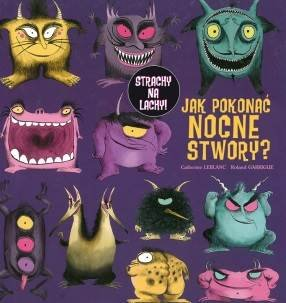 STRACHY
NA
LACHY!
JAK POKONAĆ
NOCNE
STWORY?
Catherine LEBLANC Roland GARRIGUE